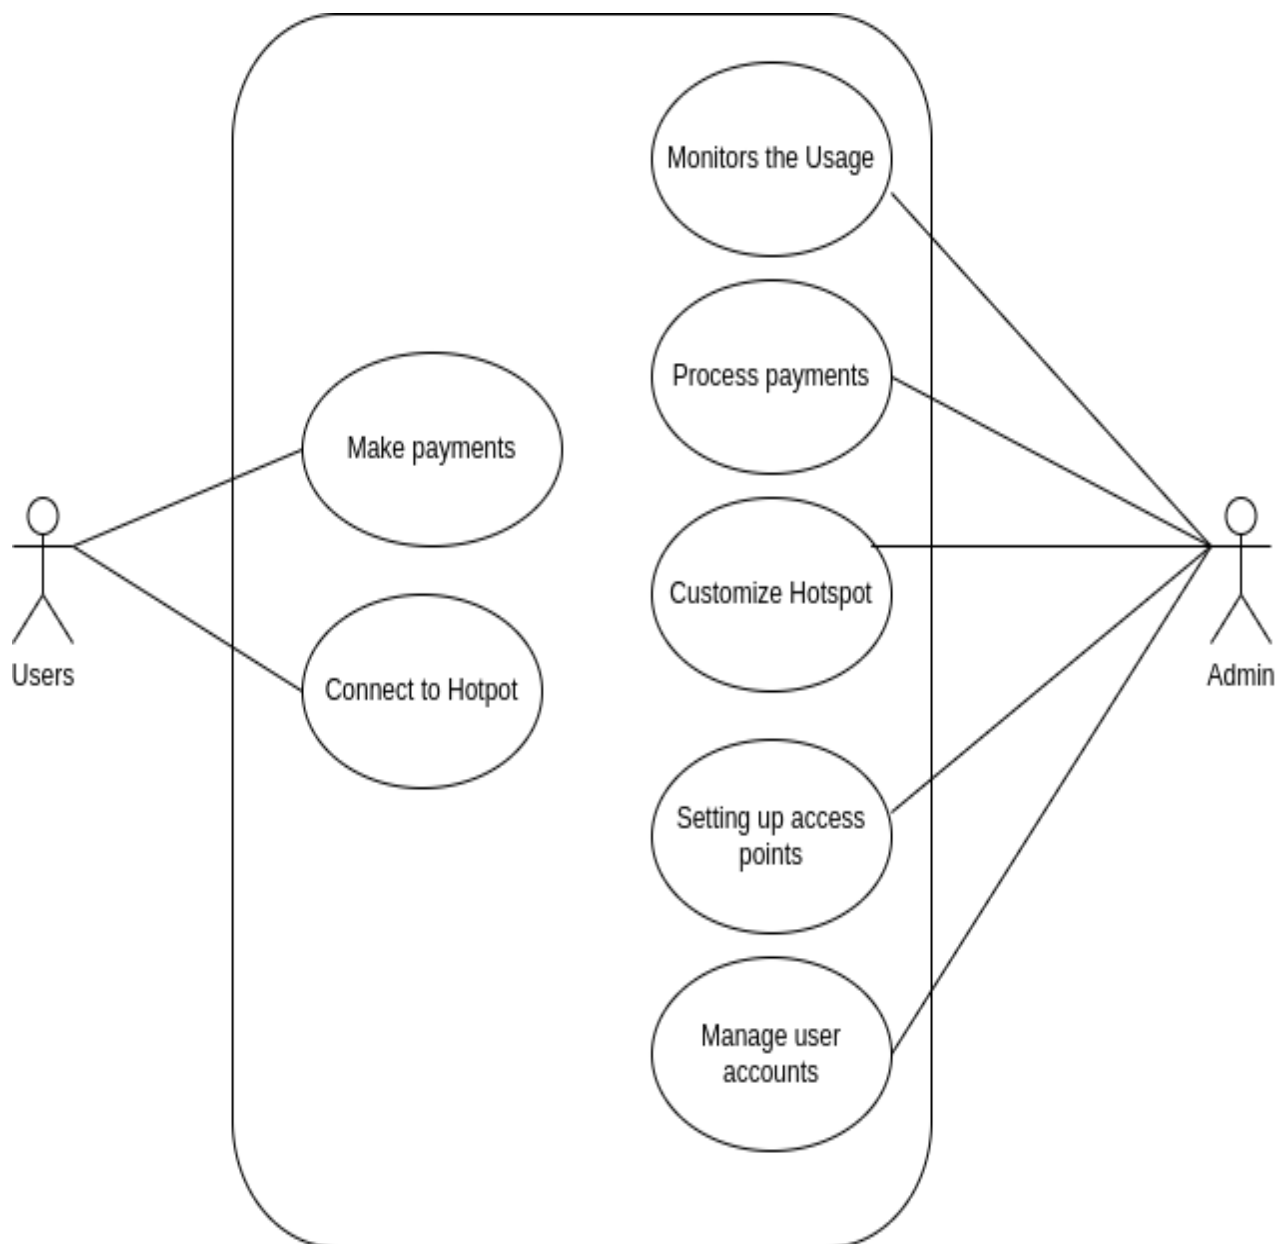 Monitors the Usage
Process payments
Make payments
Customize Hotspot
Users
Connect to Hotpot
Admin
Setting up access
points
Manage user
accounts